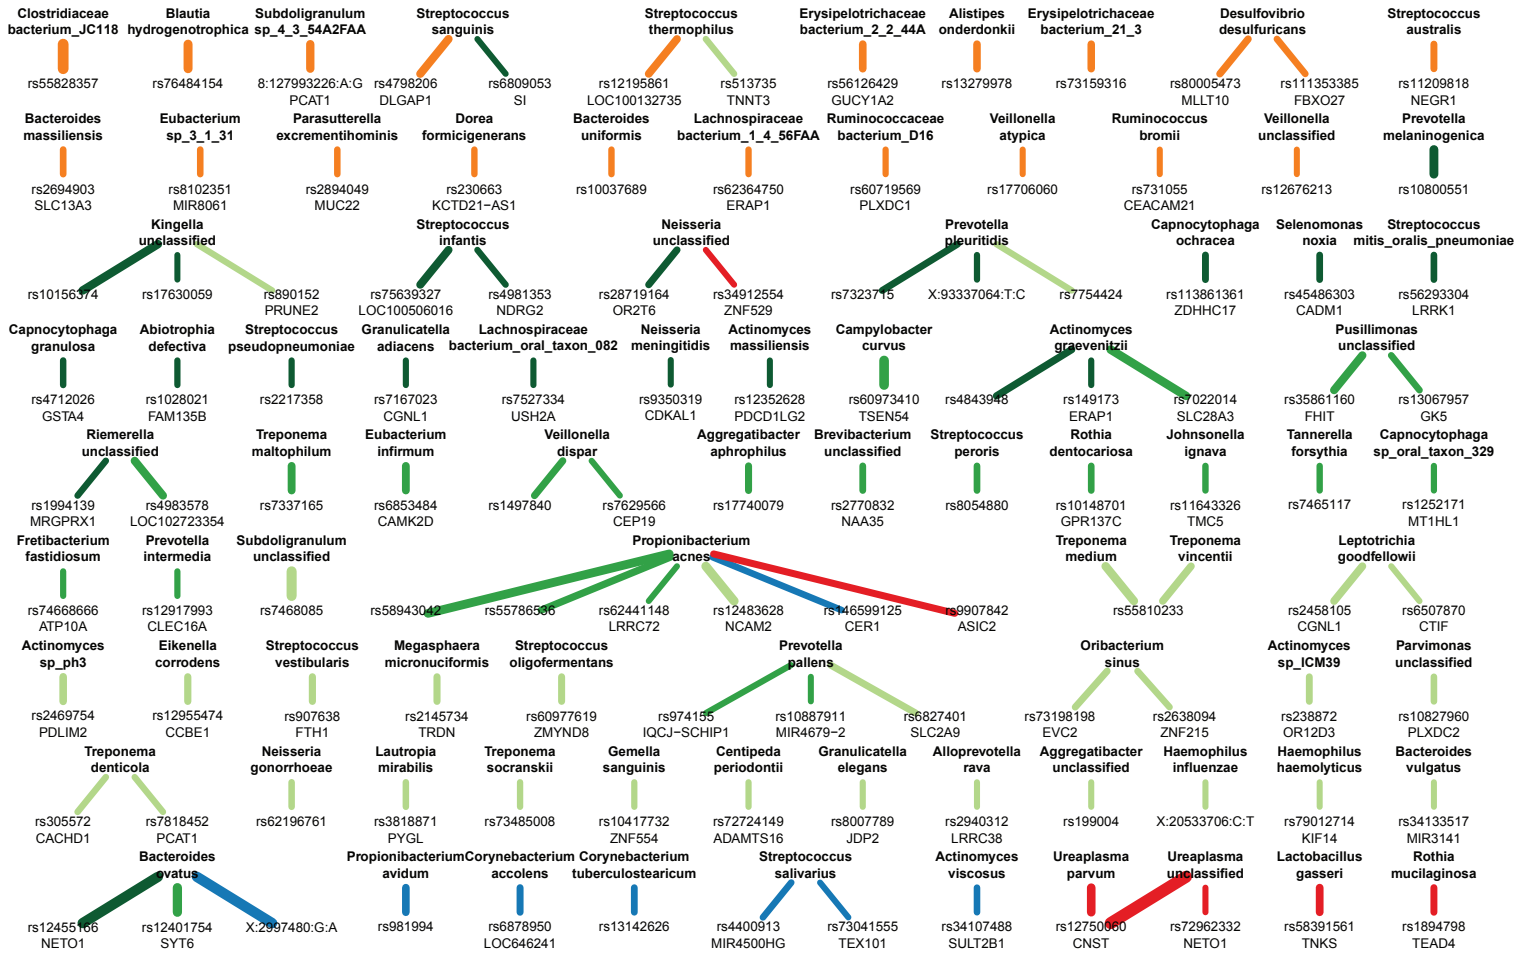 Clostridiaceae Blautia Subdoligranulum Streptococcus Streptococcus Erysipelotrichaceae Alistipes Erysipelotrichaceae Desulfovibrio Streptococcus
bacterium_JC118 hydrogenotrophica sp_4_3_54A2FAA sanguinis thermophilus bacterium_2_2_44A onderdonkii bacterium_21_3 desulfuricans australis
rs55828357 rs76484154 8:127993226:A:G rs4798206 rs6809053 rs12195861 rs513735 rs56126429 rs13279978 rs73159316 rs80005473 rs111353385 rs11209818
PCAT1 DLGAP1 SI LOC100132735 TNNT3 GUCY1A2 MLLT10 FBXO27 NEGR1
Bacteroides Eubacterium Parasutterella Dorea Bacteroides Lachnospiraceae Ruminococcaceae Veillonella Ruminococcus Veillonella Prevotella
massiliensis sp_3_1_31 excrementihominis formicigenerans uniformis bacterium_1_4_56FAA bacterium_D16 atypica bromii unclassified melaninogenica
rs2694903 rs8102351 rs2894049 rs230663 rs10037689 rs62364750 rs60719569 rs17706060 rs731055 rs12676213 rs10800551
SLC13A3 MIR8061 MUC22 KCTD21−AS1 ERAP1 PLXDC1 CEACAM21
Kingella Streptococcus Neisseria Prevotella Capnocytophaga Selenomonas Streptococcus
unclassified infantis unclassified pleuritidis ochracea noxia mitis_oralis_pneumoniae
rs10156374 rs17630059 rs890152 rs75639327 rs4981353 rs28719164 rs34912554 rs7323715 X:93337064:T:C rs7754424 rs113861361 rs45486303 rs56293304
PRUNE2 LOC100506016 NDRG2 OR2T6 ZNF529 ZDHHC17 CADM1 LRRK1
Capnocytophaga Abiotrophia Streptococcus Granulicatella Lachnospiraceae Neisseria Actinomyces Campylobacter Actinomyces Pusillimonas
granulosa defectiva pseudopneumoniae adiacens bacterium_oral_taxon_082 meningitidis massiliensis curvus graevenitzii unclassified
rs4712026 rs1028021 rs2217358 rs7167023 rs7527334 rs9350319 rs12352628 rs60973410 rs4843948 rs149173 rs7022014 rs35861160 rs13067957
GSTA4 FAM135B CGNL1 USH2A CDKAL1 PDCD1LG2 TSEN54 ERAP1 SLC28A3 FHIT GK5
Riemerella Treponema Eubacterium Veillonella Aggregatibacter Brevibacterium Streptococcus Rothia Johnsonella Tannerella Capnocytophaga
unclassified maltophilum infirmum dispar aphrophilus unclassified peroris dentocariosa ignava forsythia sp_oral_taxon_329
rs1994139 rs4983578 rs7337165 rs6853484 rs1497840 rs7629566 rs17740079 rs2770832 rs8054880 rs10148701 rs11643326 rs7465117 rs1252171
MRGPRX1 LOC102723354 CAMK2D CEP19 NAA35 GPR137C TMC5 MT1HL1
Fretibacterium Prevotella Subdoligranulum Propionibacterium Treponema Treponema Leptotrichia
fastidiosum intermedia unclassified acnes medium vincentii goodfellowii
rs74668666 rs12917993 rs7468085 rs58943042 rs55786536 rs62441148 rs12483628 rs146599125 rs9907842 rs55810233 rs2458105 rs6507870
ATP10A CLEC16A LRRC72 NCAM2 CER1 ASIC2 CGNL1 CTIF
Actinomyces Eikenella Streptococcus Megasphaera Streptococcus Prevotella Oribacterium Actinomyces Parvimonas
sp_ph3 corrodens vestibularis micronuciformis oligofermentans pallens sinus sp_ICM39 unclassified
rs2469754 rs12955474 rs907638 rs2145734 rs60977619 rs974155 rs10887911 rs6827401 rs73198198 rs2638094 rs238872 rs10827960
PDLIM2 CCBE1 FTH1 TRDN ZMYND8 IQCJ−SCHIP1 MIR4679−2 SLC2A9 EVC2 ZNF215 OR12D3 PLXDC2
Treponema Neisseria Lautropia Treponema Gemella Centipeda Granulicatella Alloprevotella Aggregatibacter Haemophilus Haemophilus Bacteroides
denticola gonorrhoeae mirabilis socranskii sanguinis periodontii elegans rava unclassified influenzae haemolyticus vulgatus
rs305572 rs7818452 rs62196761 rs3818871 rs73485008 rs10417732 rs72724149 rs8007789 rs2940312 rs199004 X:20533706:C:T rs79012714 rs34133517
CACHD1 PCAT1 PYGL ZNF554 ADAMTS16 JDP2 LRRC38 KIF14 MIR3141
Bacteroides Propionibacterium Corynebacterium Corynebacterium Streptococcus Actinomyces Ureaplasma Ureaplasma Lactobacillus Rothia
ovatus avidum accolens tuberculostearicum salivarius viscosus parvum unclassified gasseri mucilaginosa
rs12455166 rs12401754 X:2997480:G:A rs981994 rs6878950 rs13142626 rs4400913 rs73041555 rs34107488 rs12750060 rs72962332 rs58391561 rs1894798
NETO1 SYT6 LOC646241 MIR4500HG TEX101 SULT2B1 CNST NETO1 TNKS TEAD4